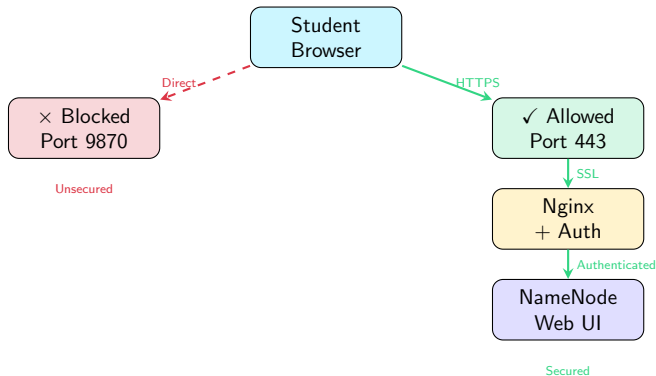 Student
Browser
Direct
HTTPS
× Blocked
Port 9870
✓ Allowed
Port 443
Unsecured
SSL
Nginx
+ Auth
Authenticated
NameNode
Web UI
Secured